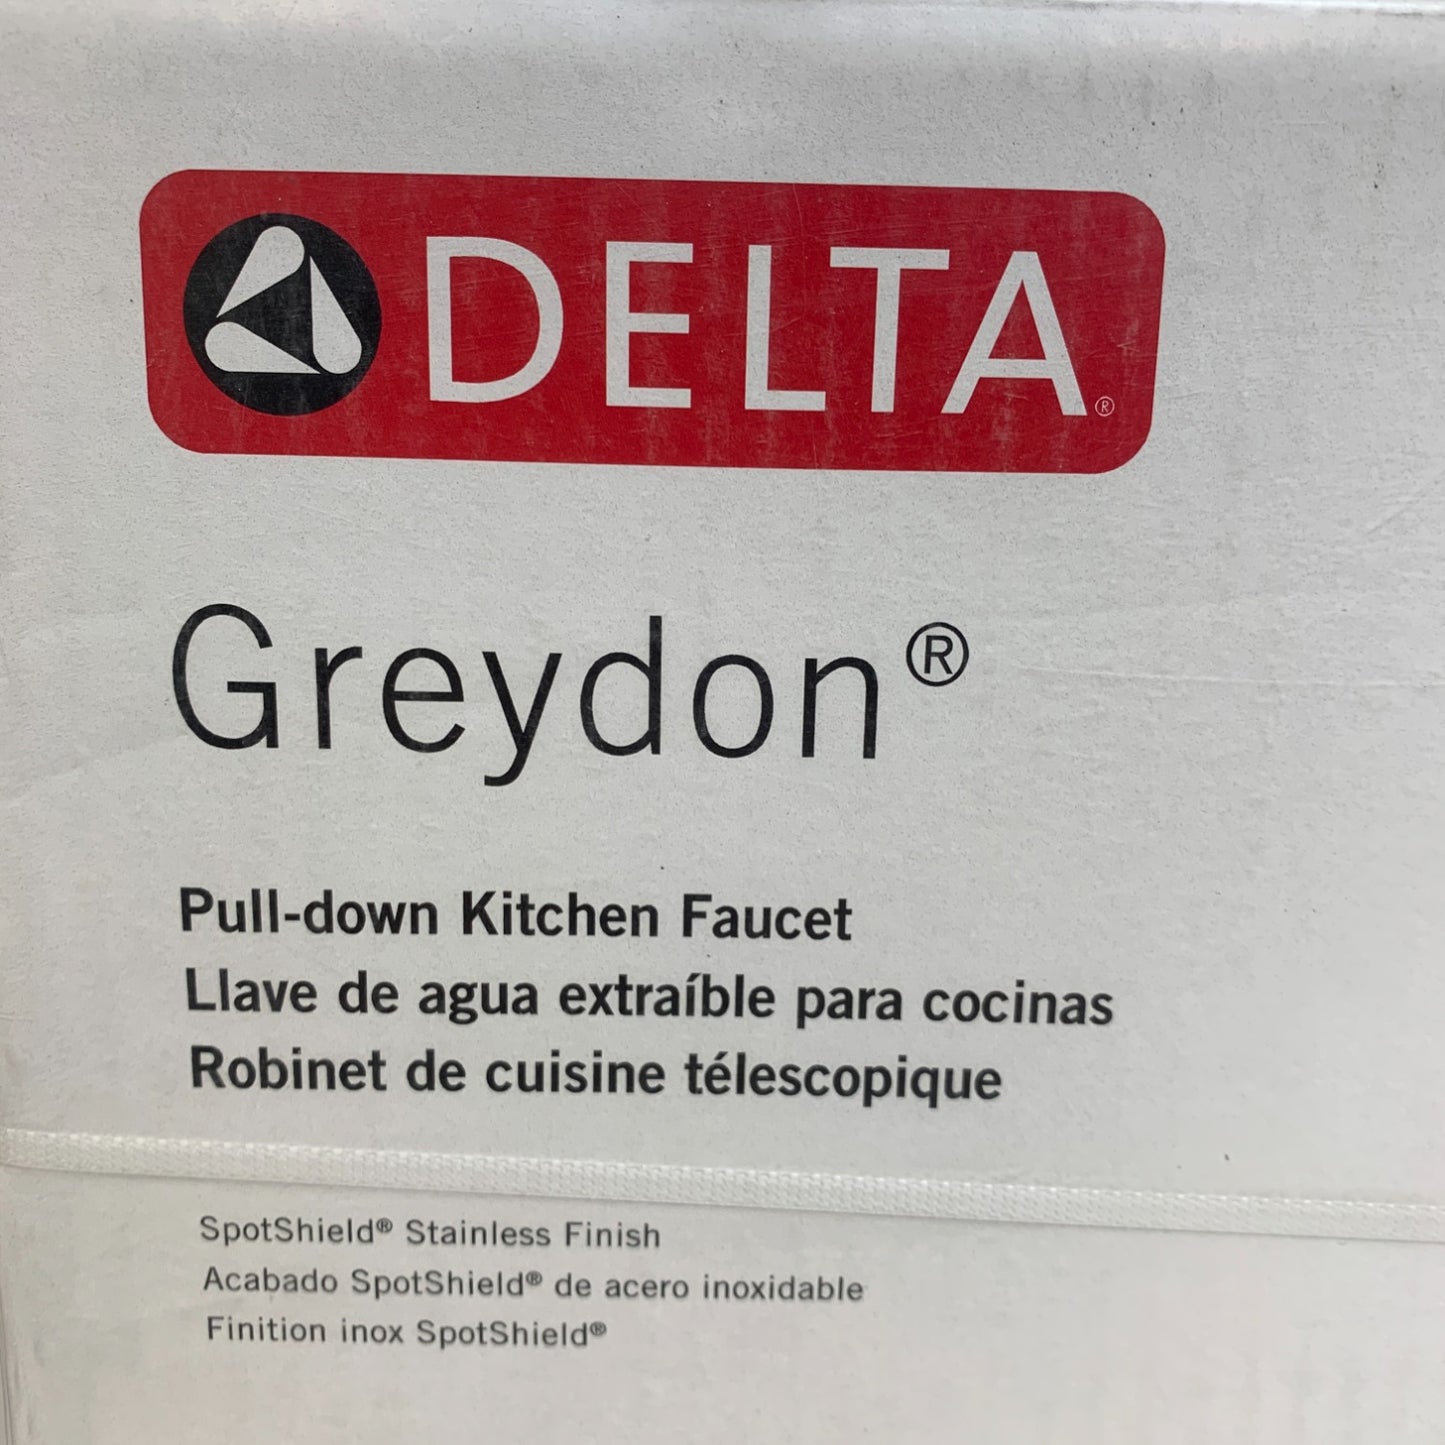 DELTA®
Greydon®
Pull-down Kitchen Faucet
Llave de agua extraíble para cocinas
Robinet de cuisine télescopique
SpotShield® Stainless Finish
Acabado SpotShield® de acero inoxidable
Finition inox SpotShield®